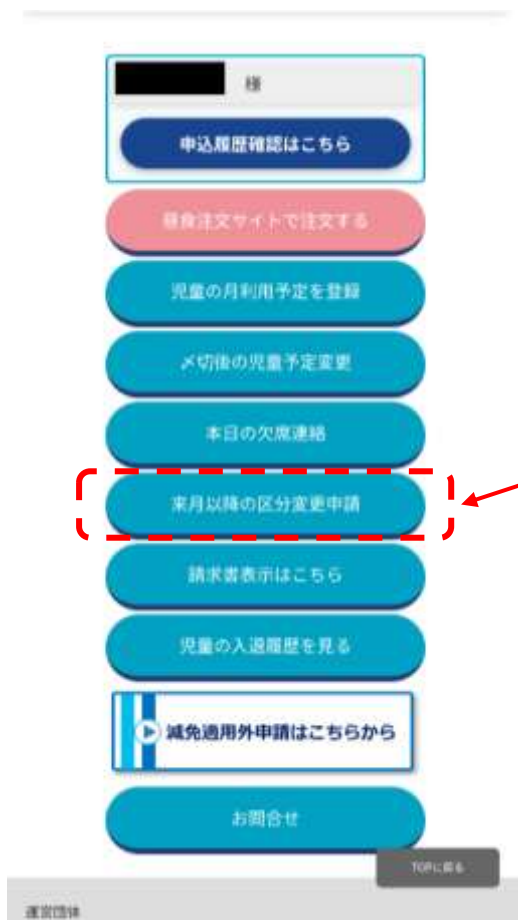 様
申込履歴確認はこちら
昼食注文サイトで注文する
児童の月利用予定を登録
〆切後の児童予定変更
本日の欠席連絡
来月以降の区分変更申請
請求書表示はこちら
児童の入退履歴を見る
減免適用外申請はこちらから
お問合せ
TOPに戻る
運営団体